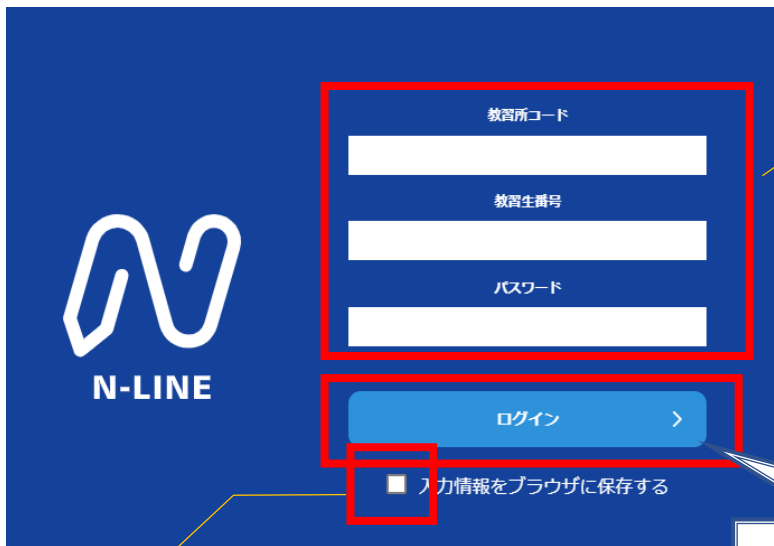 教習所コード
教習生番号
パスワード
N-LINE
ログイン
入力情報をブラウザに保存する